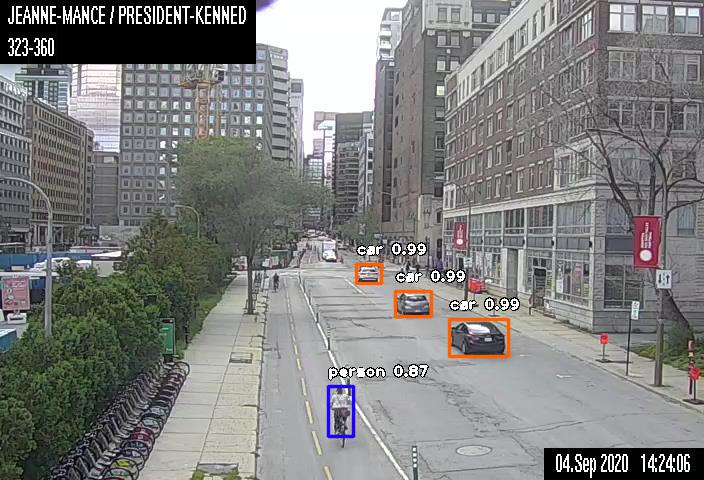 JEANNE-MANCE / PRESIDENT-KENNED
323-360
car 0.99
car 0.99
car 0.99
person 0.87
04.Sep 2020 14:24:06